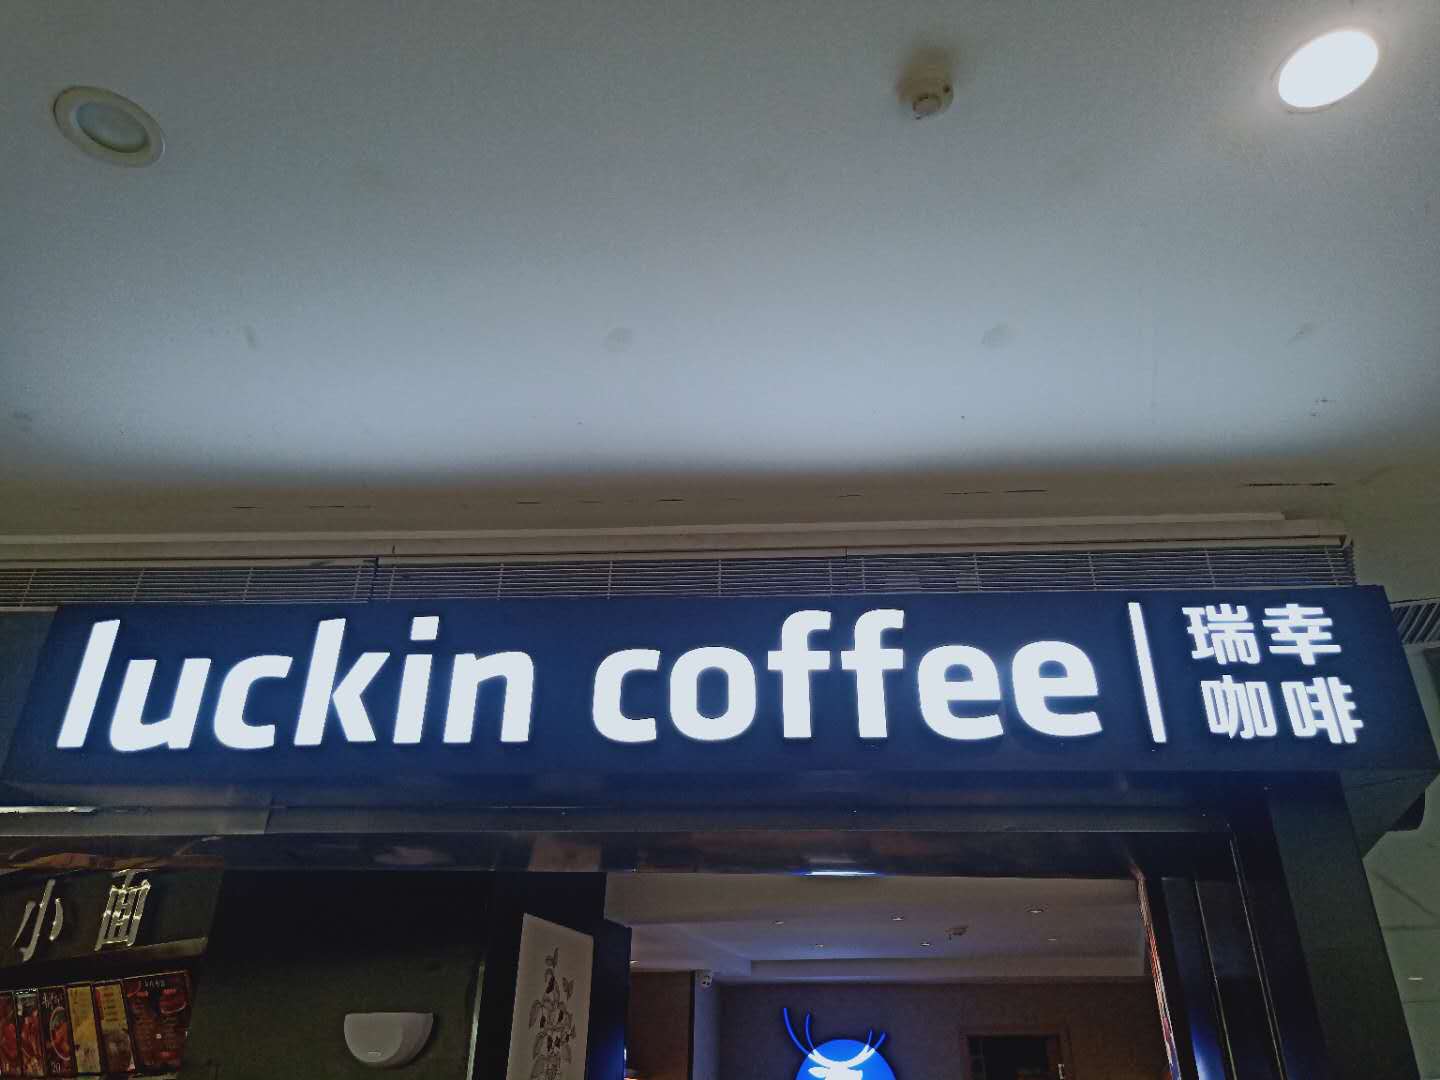 luckin coffee
瑞幸
咖啡
小面